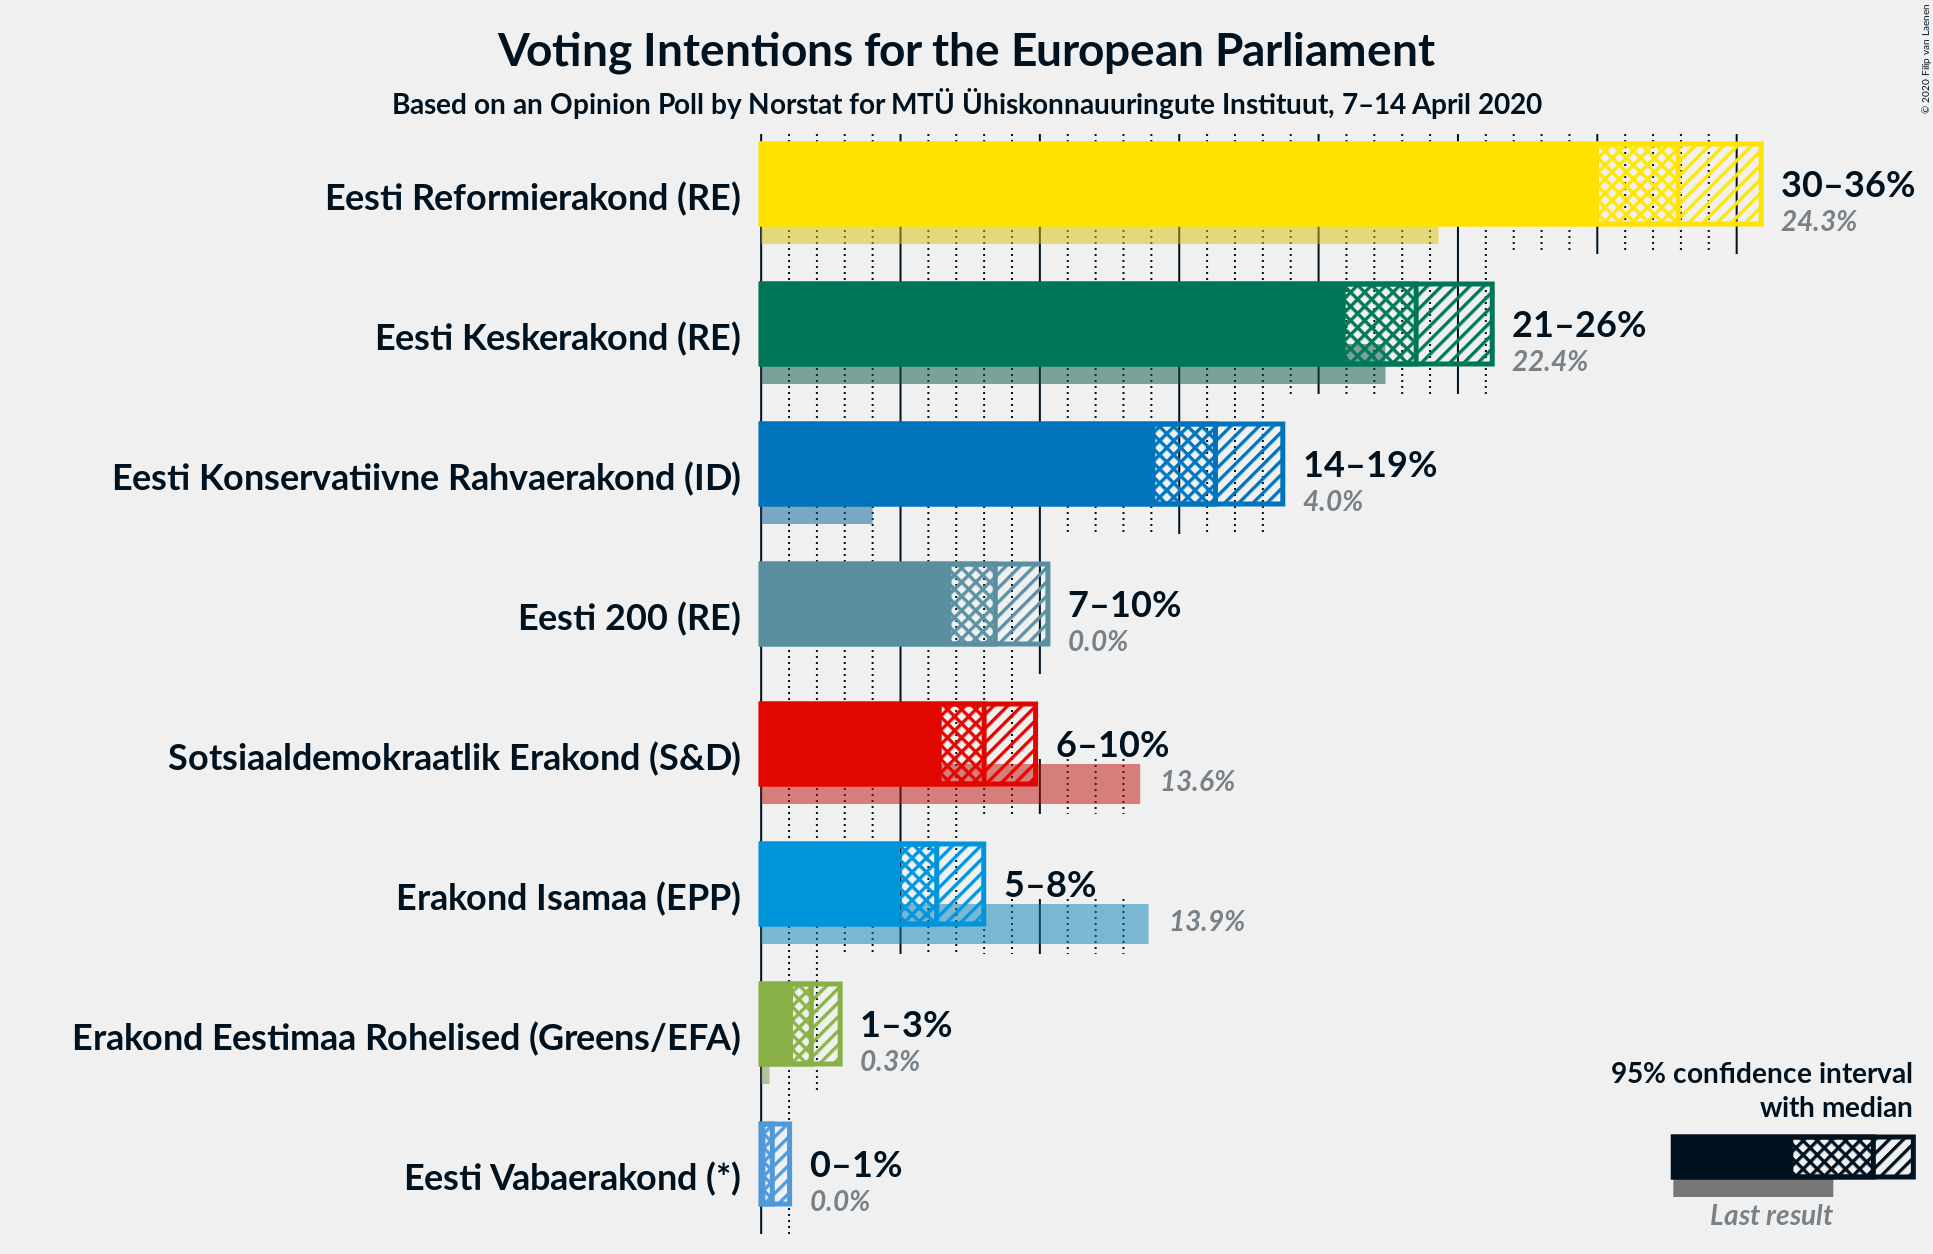 Voting Intentions for the European Parliament
Based on an Opinion Poll by Norstat for MTÜ Ühiskonnauuringute Instituut, 7–14 April 2020
© 2020 Filip van Laenen
Eesti Reformierakond (RE)
30–36%
24.3%
Eesti Keskerakond (RE)
21–26%
22.4%
Eesti Konservatiivne Rahvaerakond (ID)
14–19%
4.0%
Eesti 200 (RE)
7–10%
0.0%
Sotsiaaldemokraatlik Erakond (S&D)
6–10%
13.6%
Erakond Isamaa (EPP)
5–8%
13.9%
Erakond Eestimaa Rohelised (Greens/EFA)
1–3%
0.3%
Eesti Vabaerakond (*)
0–1%
0.0%
95% confidence interval
with median
Last result